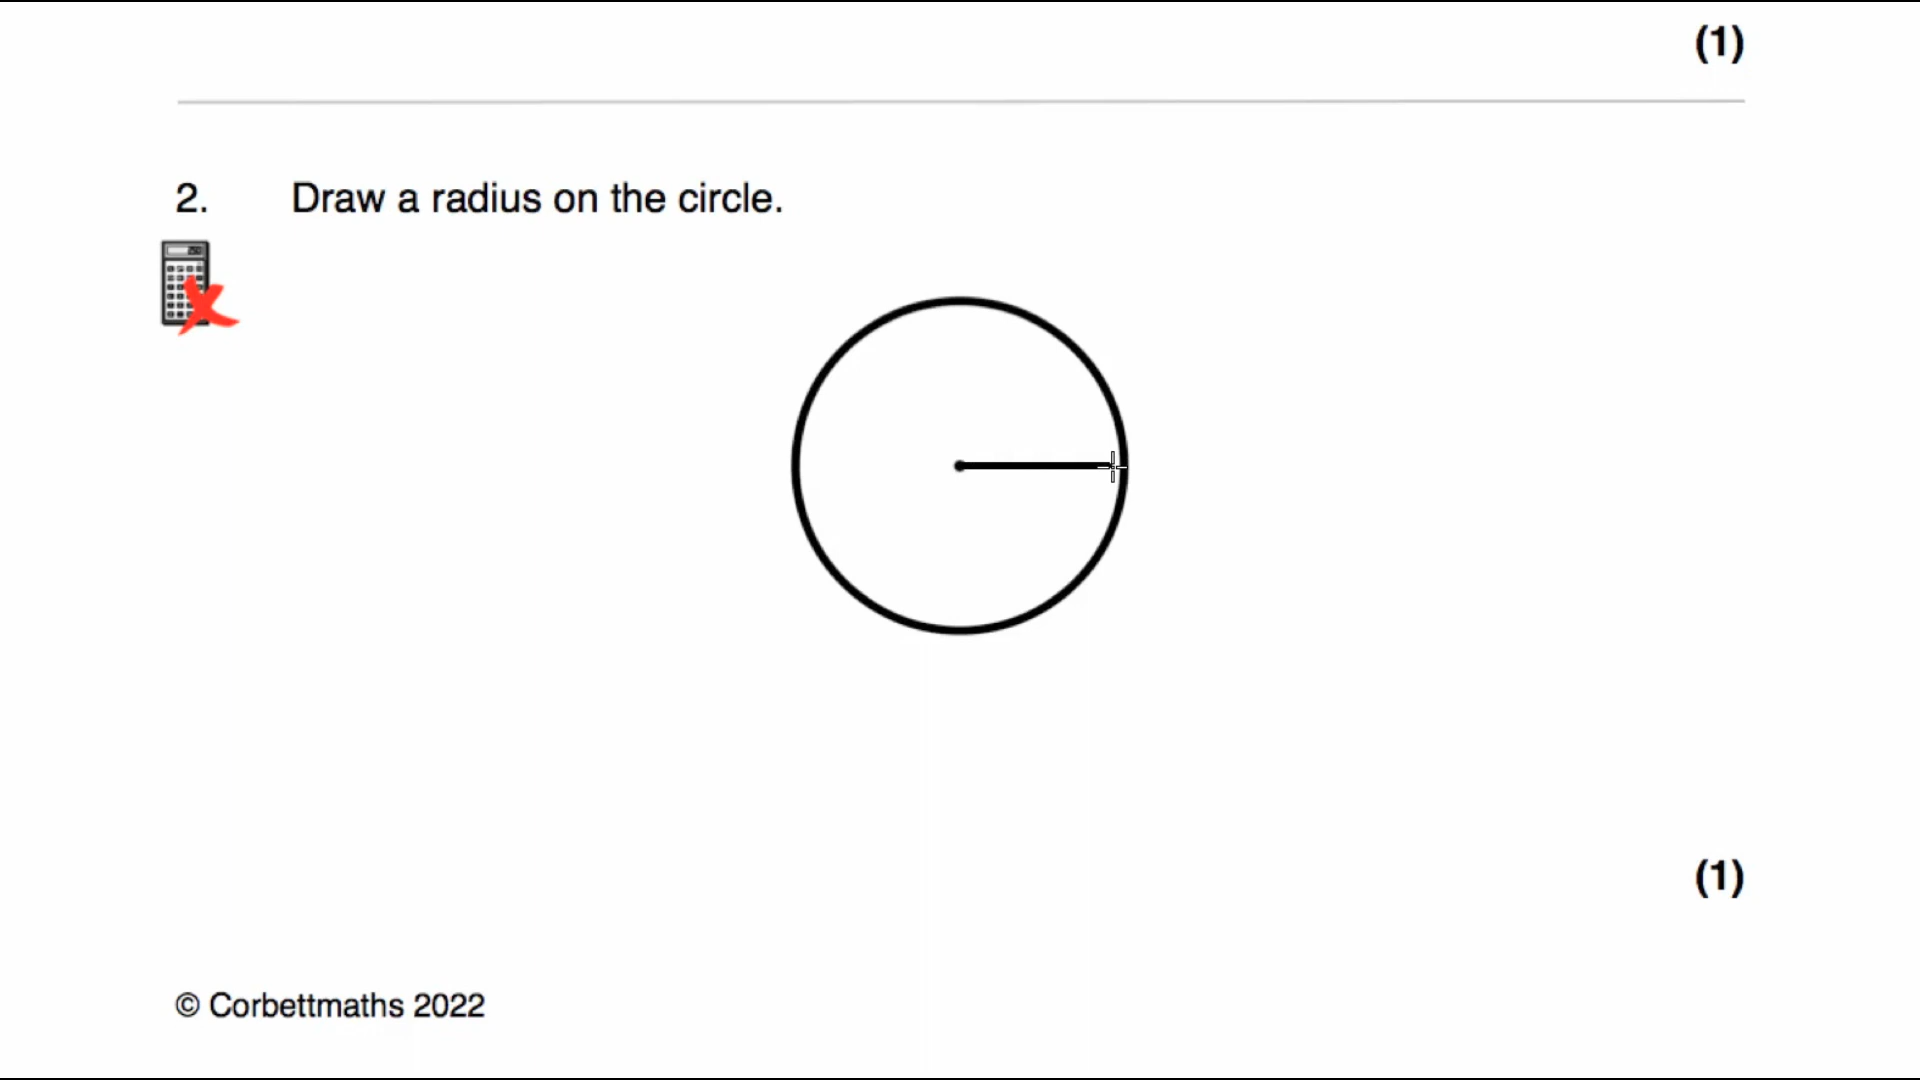 (1)
2. Draw a radius on the circle.
(1)
© Corbettmaths 2022